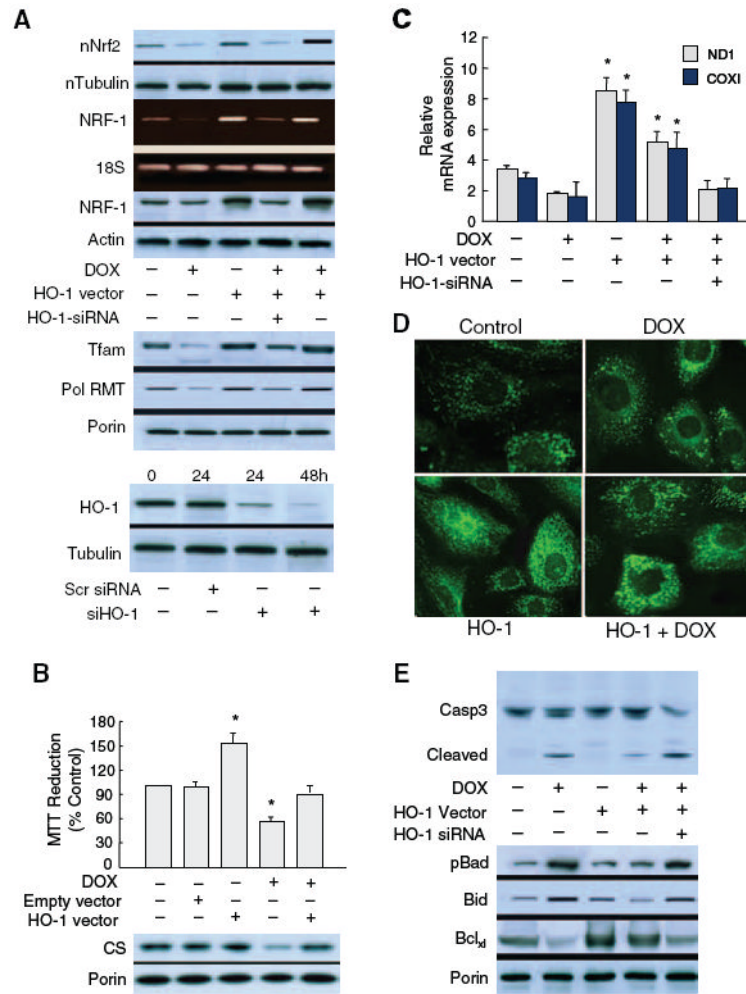 A
nNrf2
nTubulin
NRF-1
18S
NRF-1
Actin
DOX – + – + +
HO-1 vector – – + + +
HO-1-siRNA – – – + –
Tfam
Pol RMT
Porin
0 24 24 48h
HO-1
Tubulin
Scr siRNA – + – –
siHO-1 – – + +
B
MTT Reduction
(% Control)
180
150
120
90
60
30
0
* *
DOX – – – + +
Empty vector – + – – –
HO-1 vector – – + – +
CS
Porin
C
Relative
mRNA expression
12
10
8
6
4
2
0
ND1
COXI
* * * *
DOX – + – + +
HO-1 vector – – + + +
HO-1-siRNA – – – – +
D
Control DOX
HO-1 HO-1 + DOX
E
Casp3
Cleaved
DOX – + – + +
HO-1 Vector – – + + +
HO-1 siRNA – – – – +
pBad
Bid
Bclxl
Porin